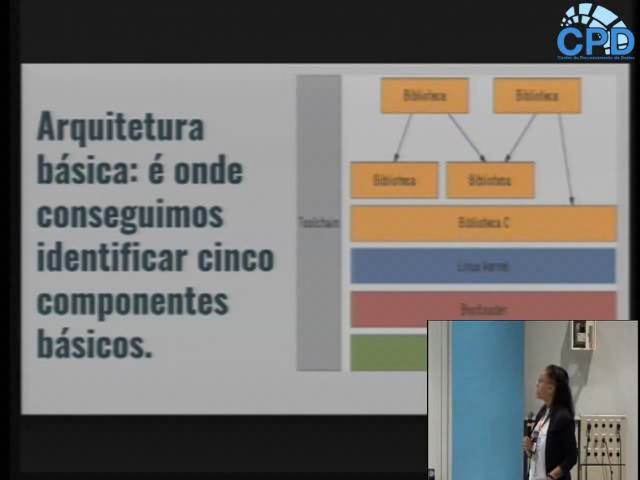 CPD
Arquitetura
básica: é onde
conseguimos
identificar cinco
componentes
básicos.
Biblioteca Biblioteca
Biblioteca Biblioteca
Toolchain
Biblioteca C
Linux kernel
Bootloader